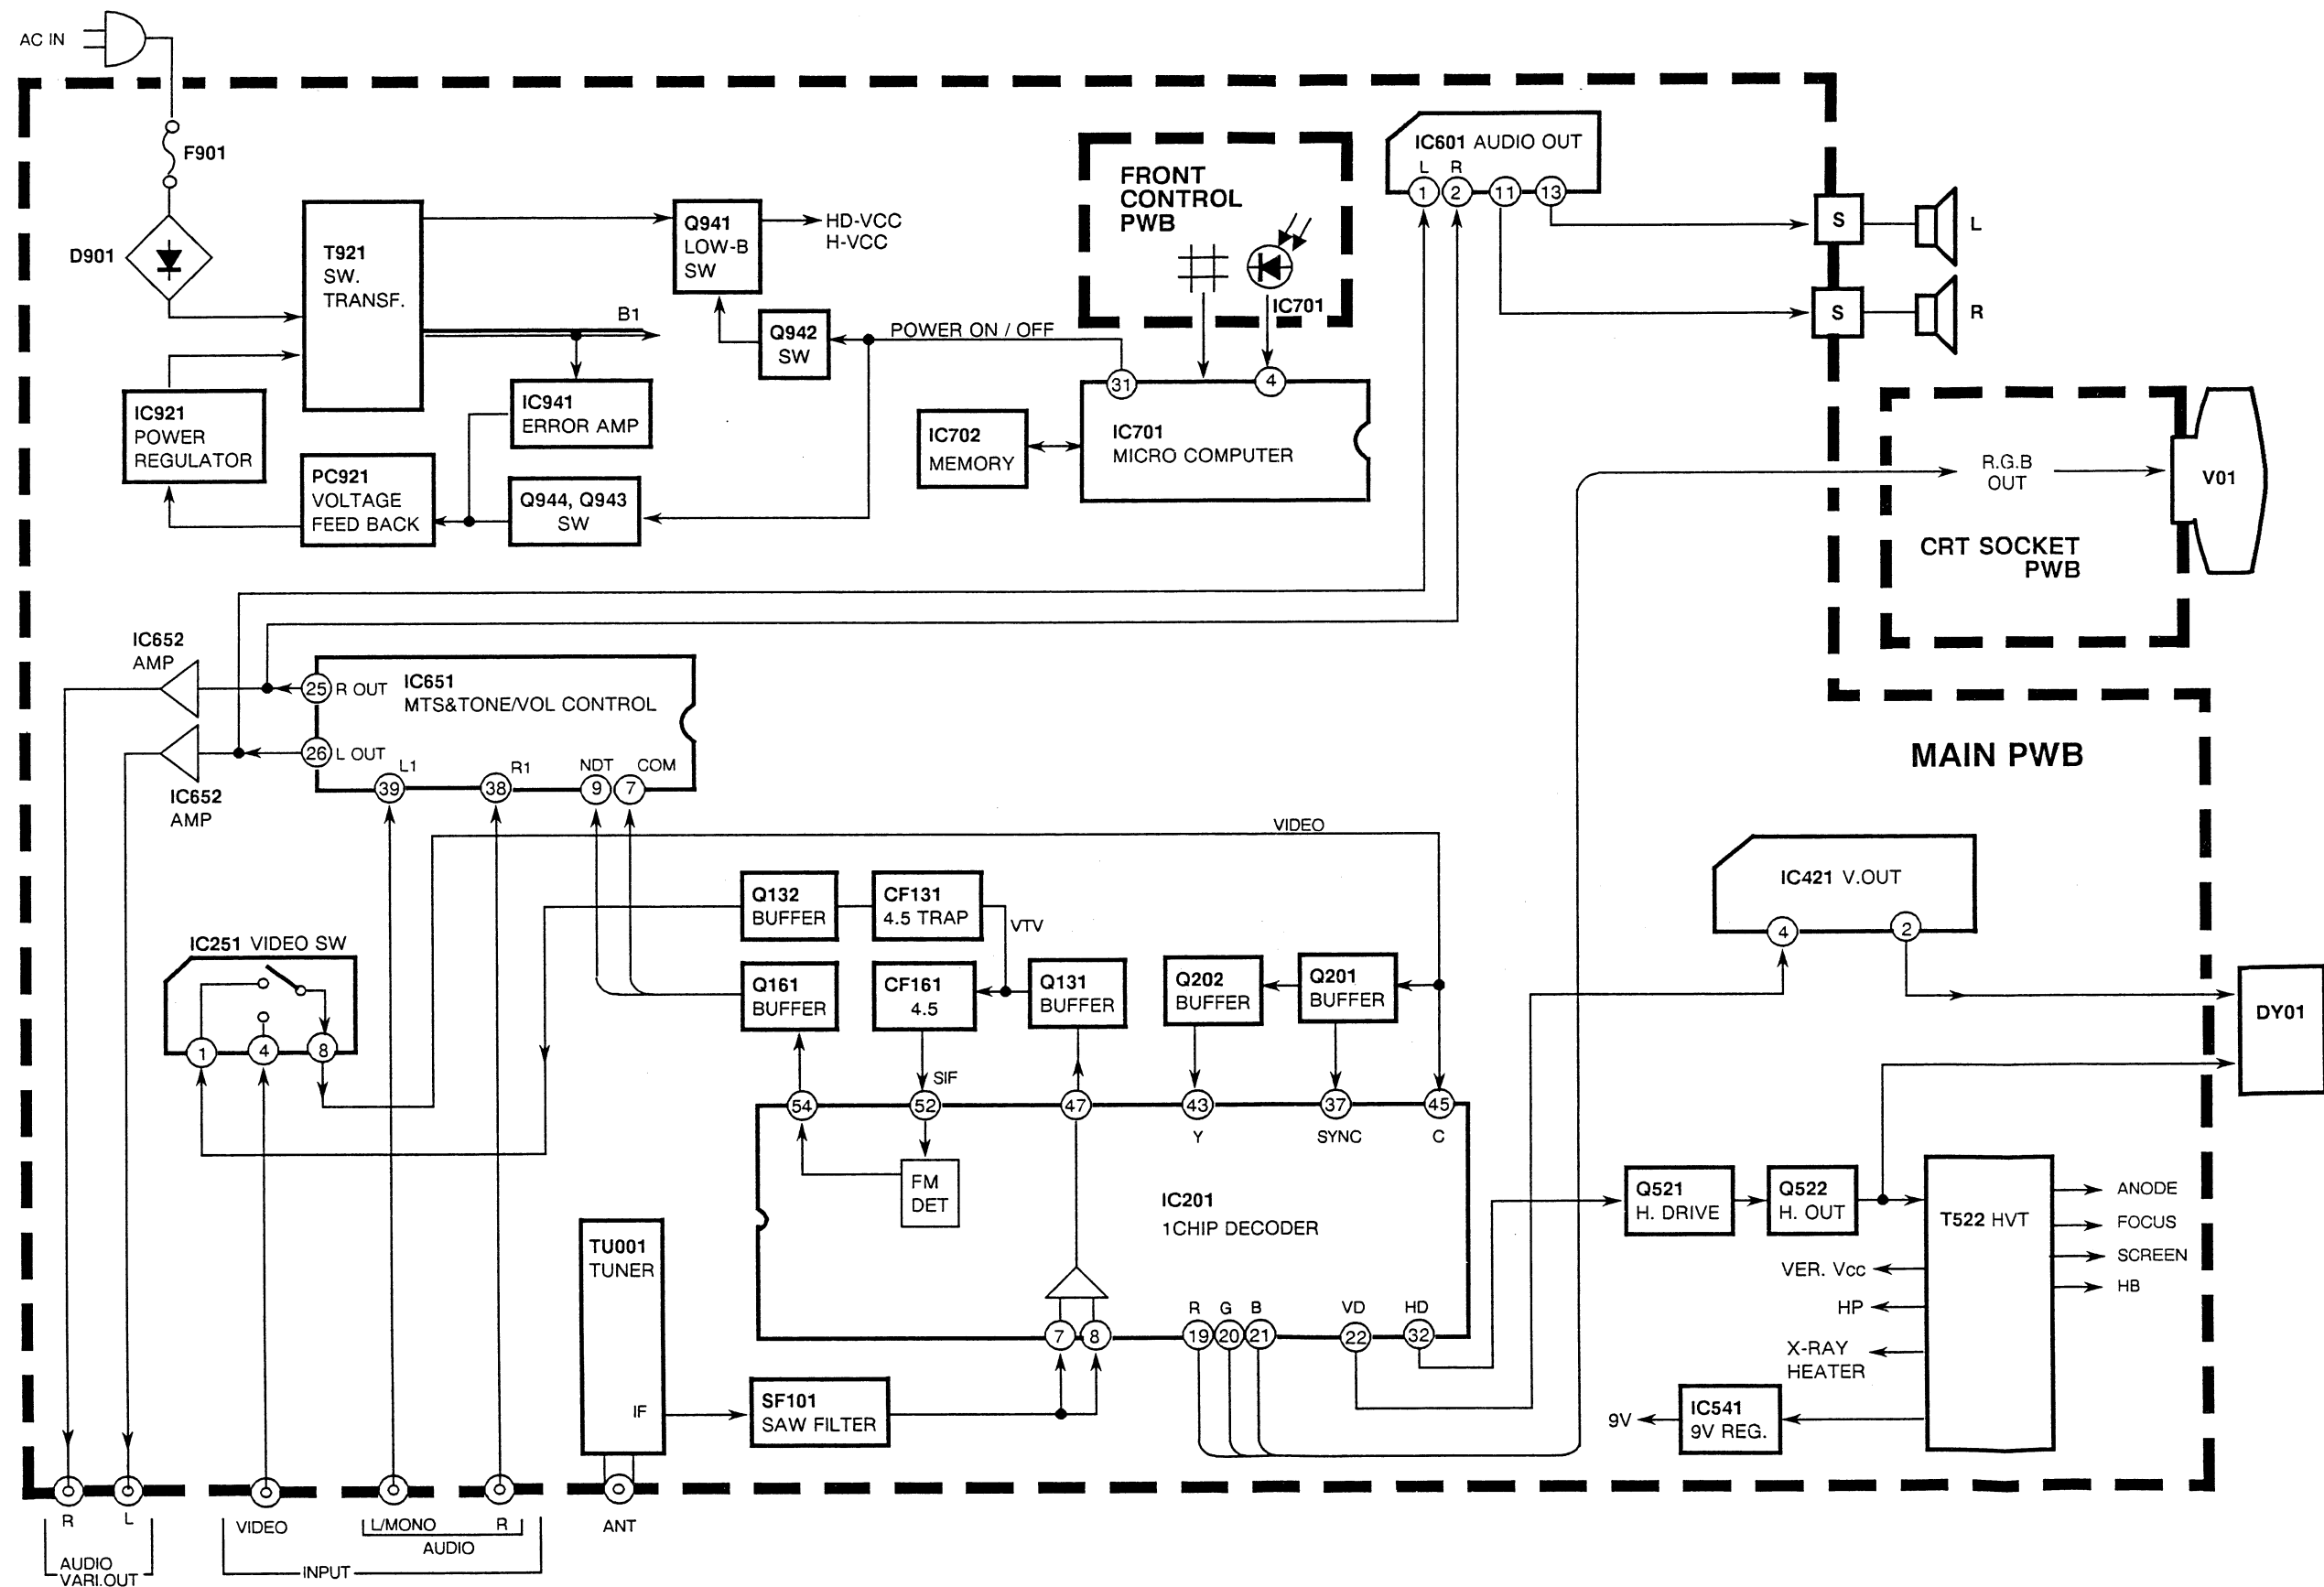 AC IN
F901
D901
T921
SW.
TRANSF.
Q941
LOW-B
SW
HD-VCC
H-VCC
B1
Q942
SW
POWER ON / OFF
IC921
POWER
REGULATOR
IC941
ERROR AMP
PC921
VOLTAGE
FEED BACK
Q944, Q943
SW
FRONT
CONTROL
PWB
IC701
31
4
IC702
MEMORY
IC701
MICRO COMPUTER
IC601 AUDIO OUT
L R
1 2 11 13
S
L
S
R
R.G.B
OUT
V01
CRT SOCKET
PWB
MAIN PWB
IC652
AMP
25 R OUT
IC651
MTS&TONE/VOL CONTROL
26 L OUT
L1
R1
NDT
COM
39
38
9
7
IC652
AMP
VIDEO
Q132
BUFFER
CF131
4.5 TRAP
VTV
IC251 VIDEO SW
1 4 8
Q161
BUFFER
CF161
4.5
Q131
BUFFER
Q202
BUFFER
Q201
BUFFER
SIF
54
52
47
43
37
45
Y
SYNC
C
FM
DET
IC201
1CHIP DECODER
7 8
R G B
VD
HD
19 20 21
22
32
TU001
TUNER
IF
SF101
SAW FILTER
IC421 V.OUT
4
2
DY01
Q521
H. DRIVE
Q522
H. OUT
T522 HVT
ANODE
FOCUS
SCREEN
HB
VER. Vcc
HP
X-RAY
HEATER
IC541
9V REG.
9V
R
L
AUDIO
VARI.OUT
VIDEO
L/MONO
R
AUDIO
INPUT
ANT